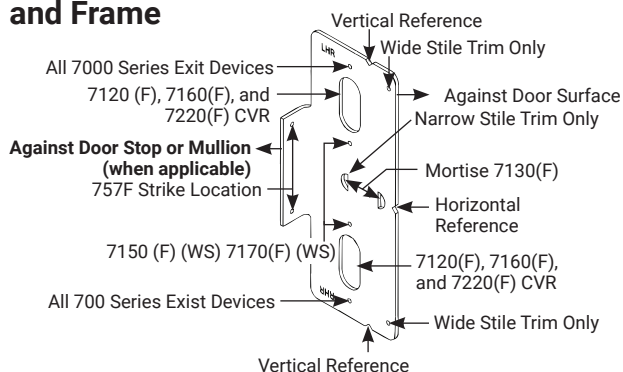 and Frame
Vertical Reference
LHR
Wide Stile Trim Only
All 7000 Series Exit Devices
7120 (F), 7160(F), and
7220(F) CVR
Against Door Surface
Narrow Stile Trim Only
Against Door Stop or Mullion
(when applicable)
757F Strike Location
Mortise 7130(F)
Horizontal
Reference
7150 (F) (WS) 7170(F) (WS)
7120(F), 7160(F),
and 7220(F) CVR
All 700 Series Exist Devices
RHR
Wide Stile Trim Only
Vertical Reference